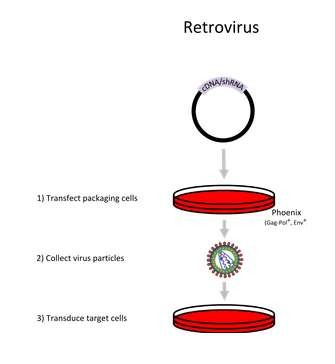 Retrovirus
cDNA/shRNA
1) Transfect packaging cells
Phoenix
(Gag-Pol⁺, Env⁺
2) Collect virus particles
3) Transduce target cells